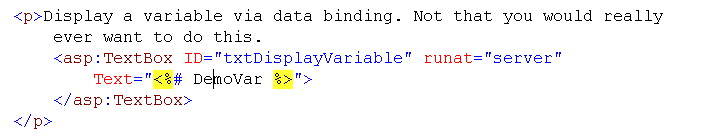 <p>Display a variable via data binding. Not that you would really
ever want to do this.
<asp:TextBox ID="txtDisplayVariable" runat="server"
Text="<%# DemoVar %>">
</asp:TextBox>
</p>